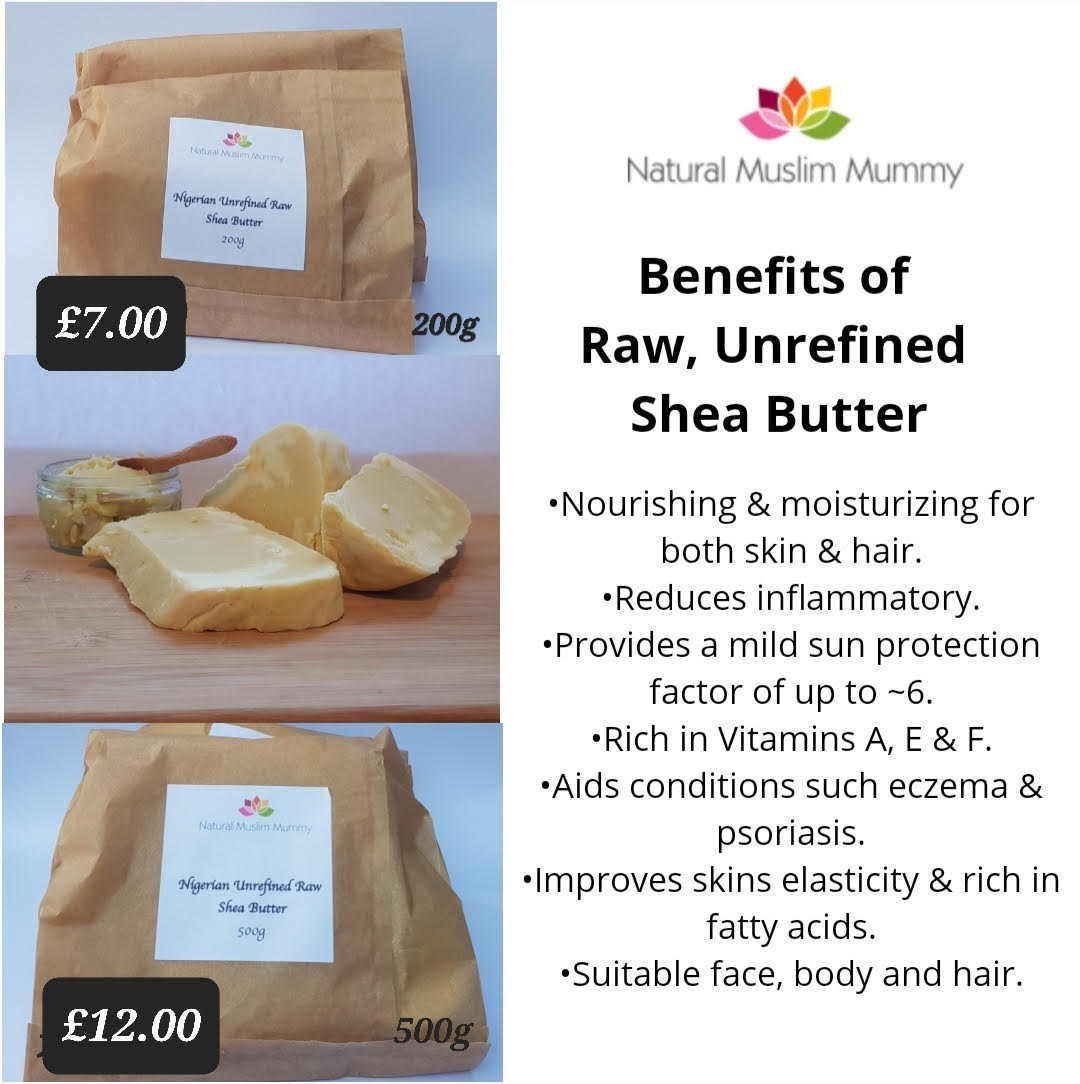 Natural Muslim Mummy
Nigerian Unrefined Raw
Shea Butter
200g
£7.00
200g
Natural Muslim Mummy
Nigerian Unrefined Raw
Shea Butter
500g
£12.00
500g
Natural Muslim Mummy
Benefits of
Raw, Unrefined
Shea Butter
•Nourishing & moisturizing for
both skin & hair.
•Reduces inflammatory.
•Provides a mild sun protection
factor of up to ~6.
•Rich in Vitamins A, E & F.
•Aids conditions such eczema &
psoriasis.
•Improves skins elasticity & rich in
fatty acids.
•Suitable face, body and hair.